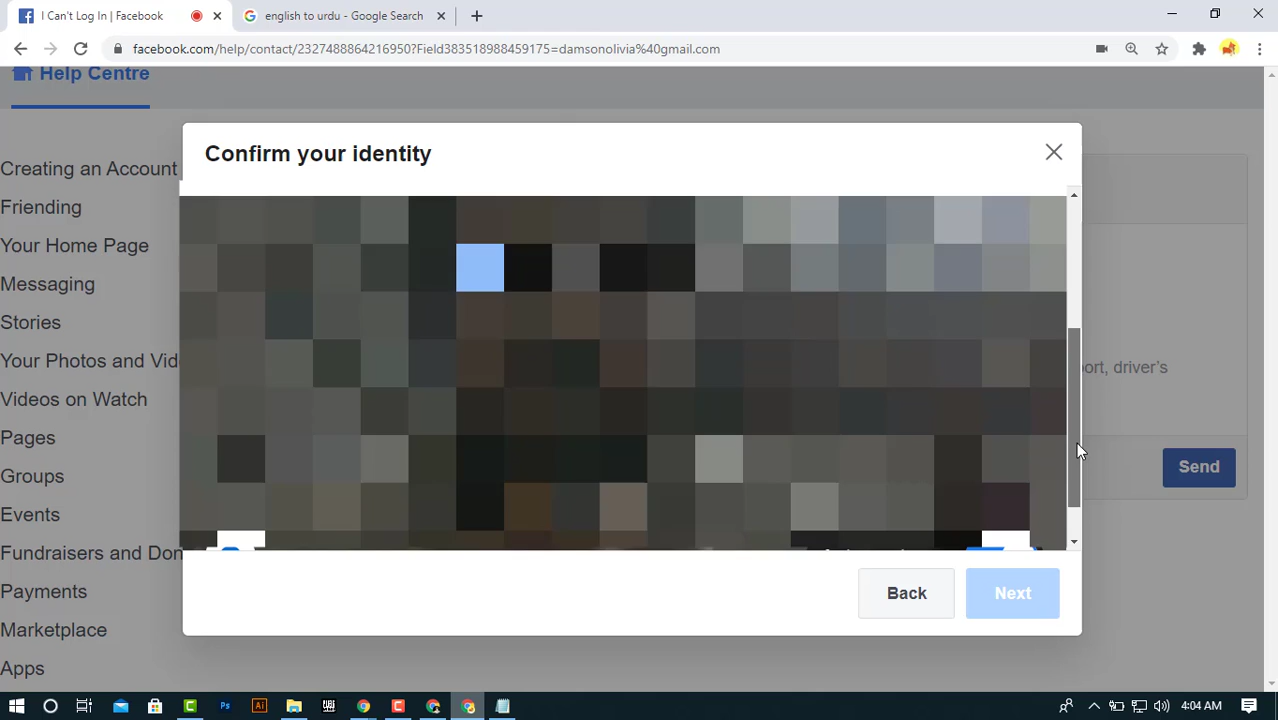 I Can't Log In | Facebook
english to urdu - Google Search
facebook.com/help/contact/232748886421695​0?Field383518988459175=damsonolivia%40gmail.com
Help Centre
Confirm your identity
Creating an Account
Friending
Your Home Page
Messaging
Stories
Your Photos and Vid
ort, driver's
Videos on Watch
Pages
Groups
Send
Events
Fundraisers and Don
Payments
Back
Next
Marketplace
Apps
4:04 AM